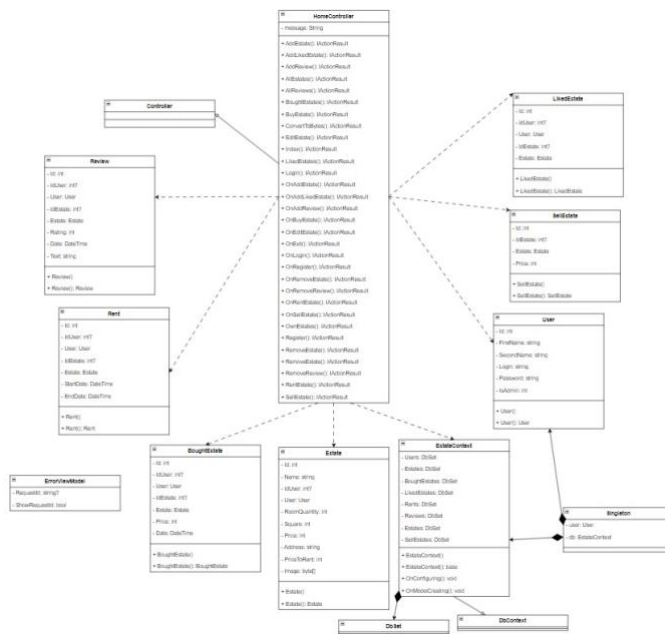 HomeController
- message: String
+ AddEstate(): IActionResult
+ AddLikedEstate(): IActionResult
+ AddReview(): IActionResult
+ AllEstates(): IActionResult
+ AllReviews(): IActionResult
+ BoughtEstates(): IActionResult
+ BuyEstate(): IActionResult
+ ConvertToBytes(): IActionResult
+ EditEstate(): IActionResult
+ Index(): IActionResult
+ LikedEstates(): IActionResult
+ Login(): IActionResult
+ OnAddEstate(): IActionResult
+ OnAddLikedEstate(): IActionResult
+ OnAddReview(): IActionResult
+ OnBuyEstate(): IActionResult
+ OnEditEstate(): IActionResult
+ OnExit(): IActionResult
+ OnLogin(): IActionResult
+ OnRegister(): IActionResult
+ OnRemoveEstate(): IActionResult
+ OnRemoveReview(): IActionResult
+ OnRentEstate(): IActionResult
+ OnSellEstate(): IActionResult
+ OwnEstates(): IActionResult
+ Register(): IActionResult
+ RemoveEstate(): IActionResult
+ RemoveEstate(): IActionResult
+ RemoveReview(): IActionResult
+ RentEstate(): IActionResult
+ SellEstate(): IActionResult
Controller
Review
- Id: int
- IdUser: int?
- User: User
- IdEstate: int?
- Estate: Estate
- Rating: int
- Date: DateTime
- Text: string
+ Review()
+ Review(): Review
Rent
- Id: int
- IdUser: int?
- User: User
- IdEstate: int?
- Estate: Estate
- StartDate: DateTime
- EndDate: DateTime
+ Rent()
+ Rent(): Rent
LikedEstate
- Id: int
- IdUser: int?
- User: User
- IdEstate: int?
- Estate: Estate
+ LikedEstate()
+ LikedEstate(): LikedEstate
SellEstate
- Id: int
- IdEstate: int?
- Estate: Estate
- Price: int
+ SellEstate()
+ SellEstate(): SellEstate
User
- Id: int
- FirstName: string
- SecondName: string
- Login: string
- Password: string
- IsAdmin: int
+ User()
+ User(): User
ErrorViewModel
- RequestId: string?
- ShowRequestId: bool
BoughtEstate
- Id: int
- IdUser: int?
- User: User
- IdEstate: int?
- Estate: Estate
- Price: int
- Date: DateTime
+ BoughtEstate()
+ BoughtEstate(): BoughtEstate
Estate
- Id: int
- Name: string
- IdUser: int?
- User: User
- RoomQuantity: int
- Square: int
- Price: int
- Address: string
- PriceToRent: int
- Image: byte[]
+ Estate()
+ Estate(): Estate
EstateContext
- Users: DbSet
- Estates: DbSet
- BoughtEstates: DbSet
- LikedEstates: DbSet
- Rents: DbSet
- Reviews: DbSet
- Estates: DbSet
- SellEstates: DbSet
+ EstateContext()
+ EstateContext(): base
+ OnConfiguring(): void
+ OnModelCreating(): void
Singleton
- user: User
- db: EstateContext
DbSet
DbContext